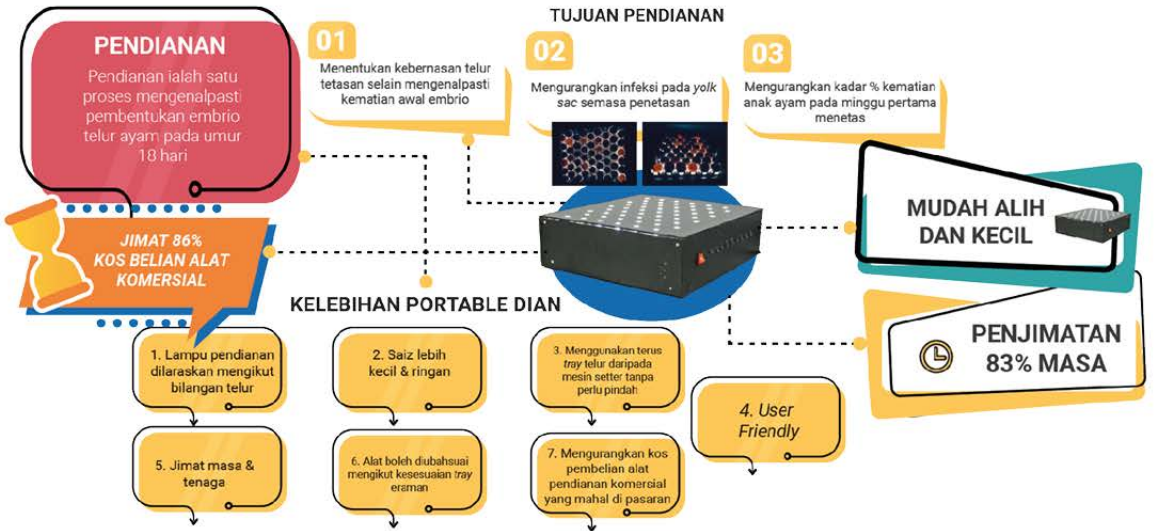 PENDIANAN
Pendianan ialah satu
proses mengenalpasti
pembentukan embrio
telur ayam pada umur
18 hari
JIMAT 86%
KOS BELIAN ALAT
KOMERSIAL
TUJUAN PENDIANAN
01
Menentukan kebernasan telur
tetasan selain mengenalpasti
kematian awal embrio
02
Mengurangkan infeksi pada yolk
sac semasa penetasan
03
Mengurangkan kadar % kematian
anak ayam pada minggu pertama
menetas
MUDAH ALIH
DAN KECIL
PENJIMATAN
83% MASA
KELEBIHAN PORTABLE DIAN
1. Lampu pendianan
dilaraskan mengikut
bilangan telur
2. Saiz lebih
kecil & ringan
3. Menggunakan terus
tray telur daripada
mesin setter tanpa
perlu pindah
4. User
Friendly
5. Jimat masa &
tenaga
6. Alat boleh diubahsuai
mengikut kesesuaian tray
eraman
7. Mengurangkan kos
pembelian alat
pendianan komersial
yang mahal di pasaran